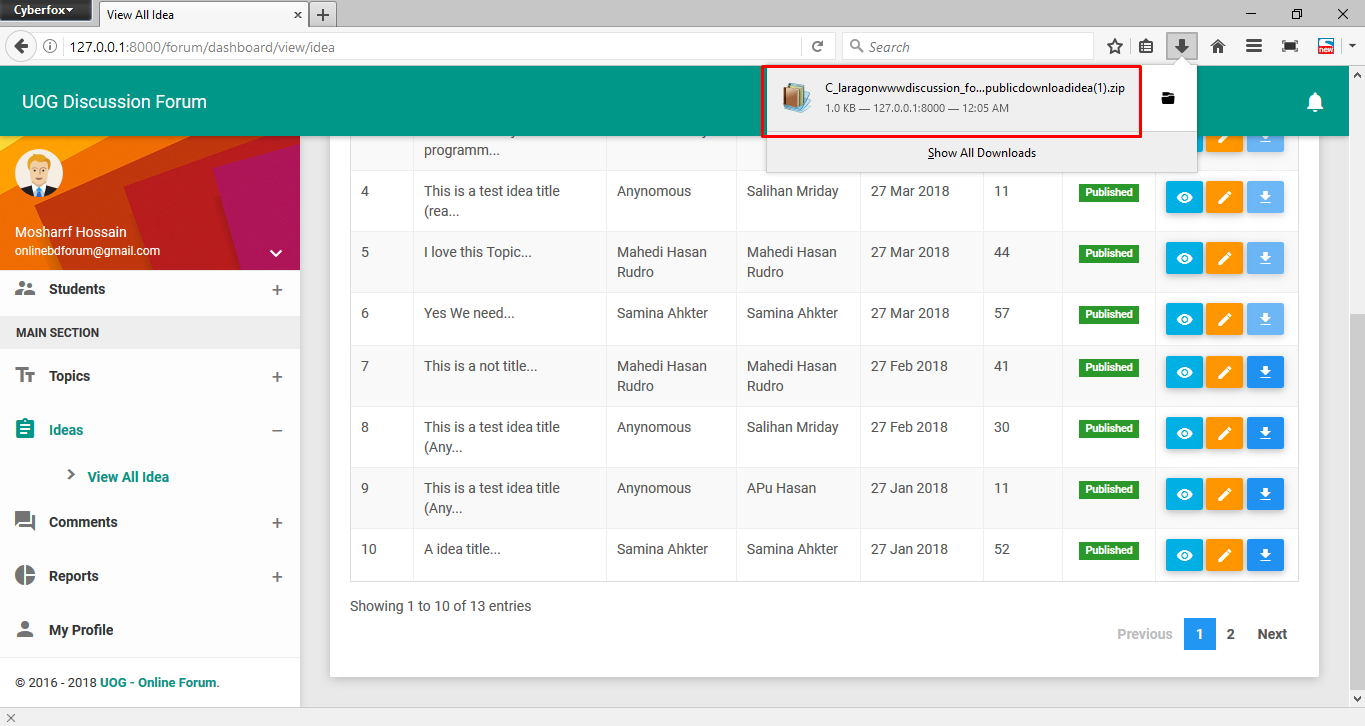 Cyberfox
View All Idea
127.0.0.1:8000/forum/dashboard/view/idea
Search
new
UOG Discussion Forum
C_laragonwwwdiscussion_fo...publicdownloadidea(1).zip
1.0 KB — 127.0.0.1:8000 — 12:05 AM
Show All Downloads
Mosharrf Hossain
onlinebdforum@gmail.com
Students
MAIN SECTION
Topics
Ideas
View All Idea
Comments
Reports
My Profile
© 2016 - 2018 UOG - Online Forum.
programm...
4 This is a test idea title (rea... Anynomous Salihan Mriday 27 Mar 2018 11 Published
5 I love this Topic... Mahedi Hasan Rudro Mahedi Hasan Rudro 27 Mar 2018 44 Published
6 Yes We need... Samina Ahkter Samina Ahkter 27 Mar 2018 57 Published
7 This is a not title... Mahedi Hasan Rudro Mahedi Hasan Rudro 27 Feb 2018 41 Published
8 This is a test idea title (Any... Anynomous Salihan Mriday 27 Feb 2018 30 Published
9 This is a test idea title (Any... Anynomous APu Hasan 27 Jan 2018 11 Published
10 A idea title... Samina Ahkter Samina Ahkter 27 Jan 2018 52 Published
Showing 1 to 10 of 13 entries
Previous 1 2 Next